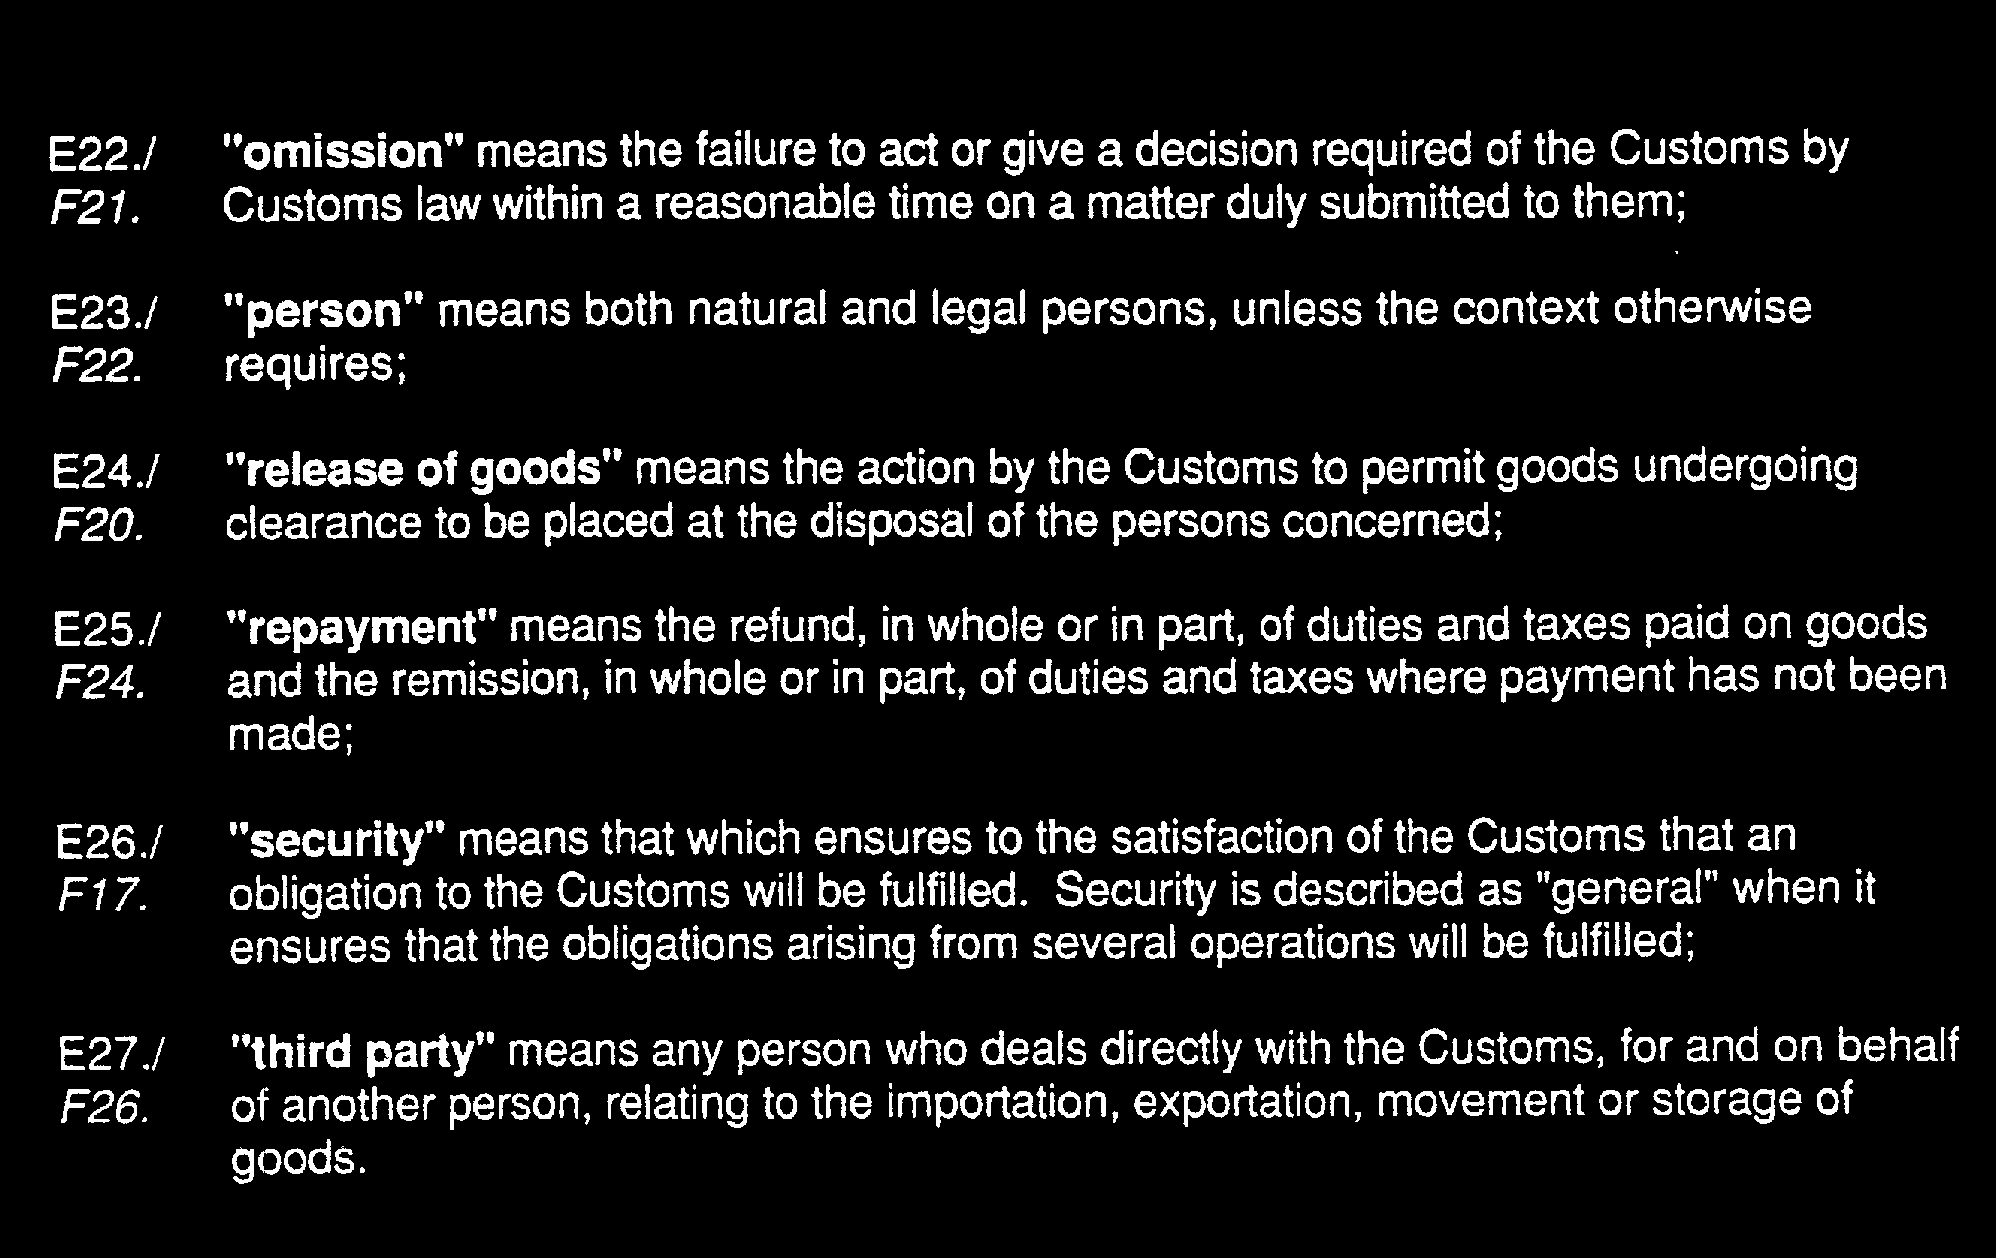 E22./ "omission" means the failure to act or give a decision required of the Customs by
F21. Customs law within a reasonable time on a matter duly submitted to them;
E23./ "person" means both natural and legal persons, unless the context otherwise
F22. requires;
E24./ "release of goods" means the action by the Customs to permit goods undergoing
F20. clearance to be placed at the disposal of the persons concerned;
E25./ "repayment" means the refund, in whole or in part, of duties and taxes paid on goods
F24. and the remission, in whole or in part, of duties and taxes where payment has not been
made;
E26./ "security" means that which ensures to the satisfaction of the Customs that an
F17. obligation to the Customs will be fulfilled. Security is described as "general" when it
ensures that the obligations arising from several operations will be fulfilled;
E27./ "third party" means any person who deals directly with the Customs, for and on behalf
F26. of another person, relating to the importation, exportation, movement or storage of
goods.